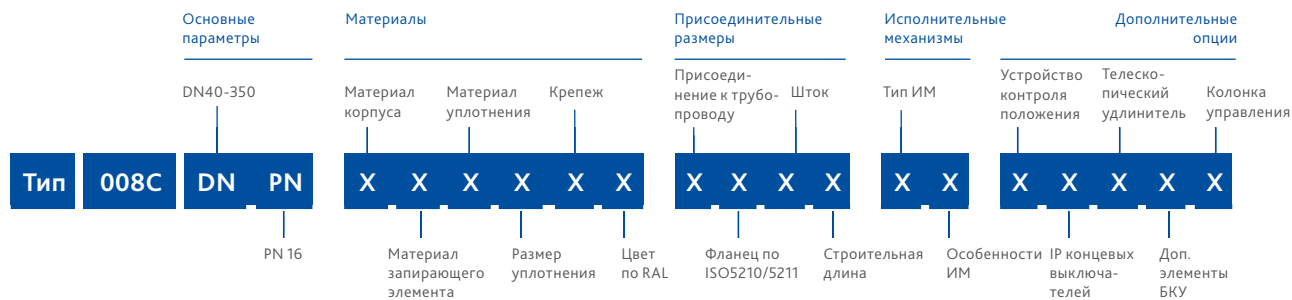 Основные
параметры
Материалы
Присоединительные
размеры
Исполнительные
механизмы
Дополнительные
опции
DN40-350
Материал
корпуса
Материал
уплотнения
Крепеж
Присоеди-
нение к трубо-
проводу
Шток
Тип ИМ
Устройство
контроля
положения
Телеско-
пический
удлинитель
Колонка
управления
Тип 008С DN PN X X X X X X X X X X X X X X X X X
PN 16
Материал
запирающего
элемента
Размер
уплотнения
Цвет
по RAL
Фланец по
ISO5210/5211
Строительная
длина
Особенности
ИМ
IP концевых
выключа-
телей
Доп.
элементы
БКУ